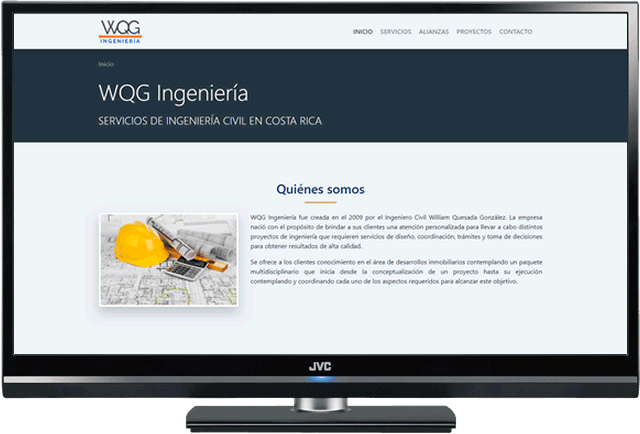 WQG
INGENIERIA
INICIO SERVICIOS ALIANZAS PROYECTOS CONTACTO
Inicio
WQG Ingeniería
SERVICIOS DE INGENIERÍA CIVIL EN COSTA RICA
Quiénes somos
WQG Ingeniería fue creada en el 2009 por el Ingeniero Civil William Quesada González. La empresa
nació con el propósito de brindar a sus clientes una atención personalizada para llevar a cabo distintos
proyectos de ingeniería que requieren servicios de diseño, coordinación, trámites y toma de decisiones
para obtener resultados de alta calidad.
Se ofrece a los clientes conocimiento en el área de desarrollos inmobiliarios contemplando un paquete
multidisciplinario que inicia desde la conceptualización de un proyecto hasta su ejecución
contemplando y coordinando cada uno de los aspectos requeridos para alcanzar este objetivo.
JVC